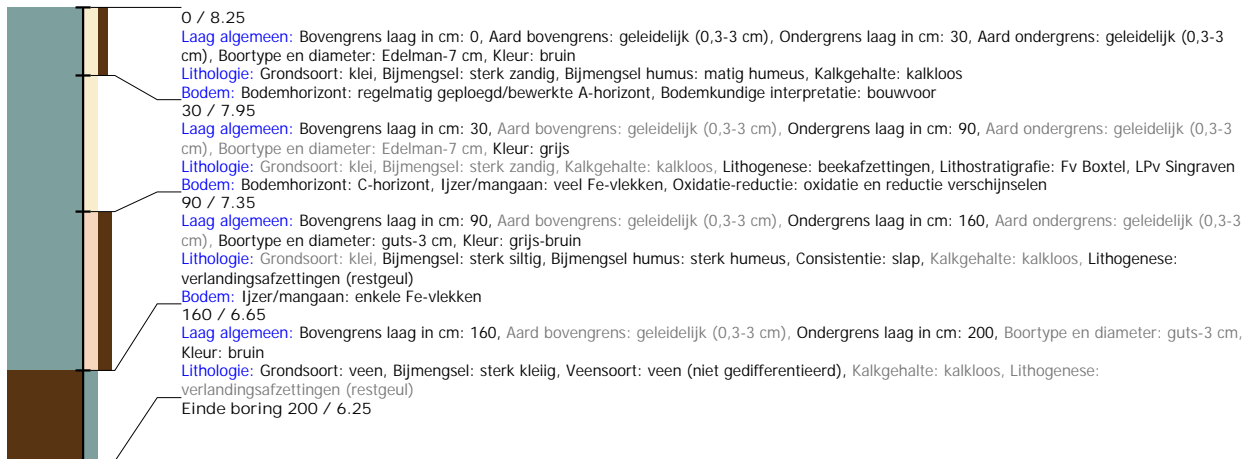 0 / 8.25
Laag algemeen: Bovengrens laag in cm: 0, Aard bovengrens: geleidelijk (0,3-3 cm), Ondergrens laag in cm: 30, Aard ondergrens: geleidelijk (0,3-3
cm), Boortype en diameter: Edelman-7 cm, Kleur: bruin
Lithologie: Grondsoort: klei, Bijmengsel: sterk zandig, Bijmengsel humus: matig humeus, Kalkgehalte: kalkloos
Bodem: Bodemhorizont: regelmatig geploegd/bewerkte A-horizont, Bodemkundige interpretatie: bouwvoor
30 / 7.95
Laag algemeen: Bovengrens laag in cm: 30, Aard bovengrens: geleidelijk (0,3-3 cm), Ondergrens laag in cm: 90, Aard ondergrens: geleidelijk (0,3-3
cm), Boortype en diameter: Edelman-7 cm, Kleur: grijs
Lithologie: Grondsoort: klei, Bijmengsel: sterk zandig, Kalkgehalte: kalkloos, Lithogenese: beekafzettingen, Lithostratigrafie: Fv Boxtel, LPv Singraven
Bodem: Bodemhorizont: C-horizont, Ijzer/mangaan: veel Fe-vlekken, Oxidatie-reductie: oxidatie en reductie verschijnselen
90 / 7.35
Laag algemeen: Bovengrens laag in cm: 90, Aard bovengrens: geleidelijk (0,3-3 cm), Ondergrens laag in cm: 160, Aard ondergrens: geleidelijk (0,3-3
cm), Boortype en diameter: guts-3 cm, Kleur: grijs-bruin
Lithologie: Grondsoort: klei, Bijmengsel: sterk siltig, Bijmengsel humus: sterk humeus, Consistentie: slap, Kalkgehalte: kalkloos, Lithogenese:
verlandingsafzettingen (restgeul)
Bodem: Ijzer/mangaan: enkele Fe-vlekken
160 / 6.65
Laag algemeen: Bovengrens laag in cm: 160, Aard bovengrens: geleidelijk (0,3-3 cm), Ondergrens laag in cm: 200, Boortype en diameter: guts-3 cm,
Kleur: bruin
Lithologie: Grondsoort: veen, Bijmengsel: sterk kleiig, Veensoort: veen (niet gedifferentieerd), Kalkgehalte: kalkloos, Lithogenese:
verlandingsafzettingen (restgeul)
Einde boring 200 / 6.25